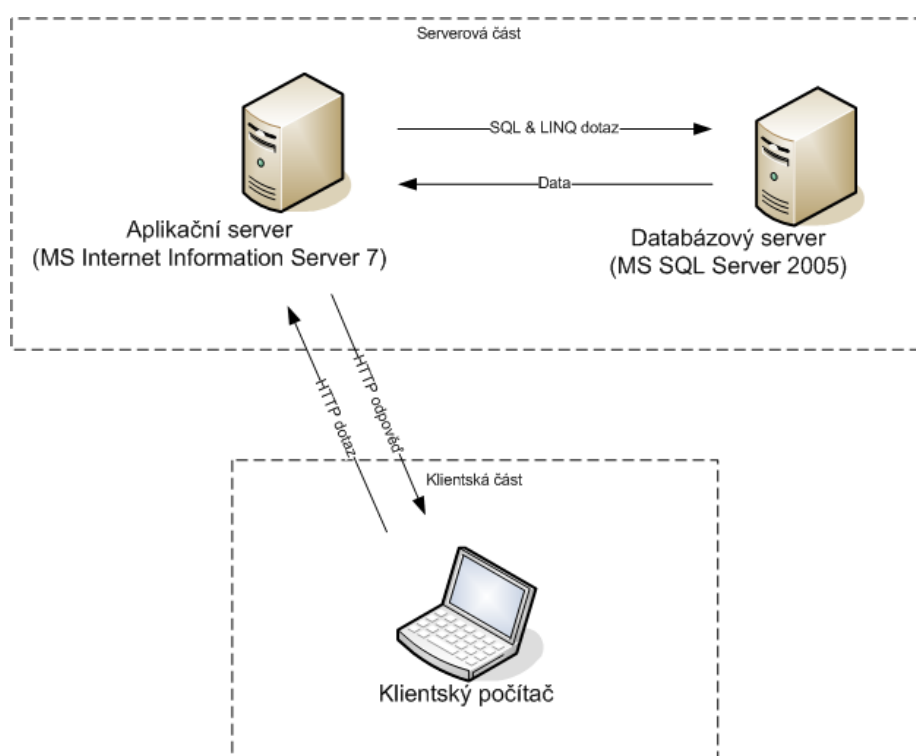 Serverová část
SQL & LINQ dotaz
Data
Aplikační server
(MS Internet Information Server 7)
Databázový server
(MS SQL Server 2005)
HTTP dotaz
HTTP odpověď
Klientská část
Klientský počítač